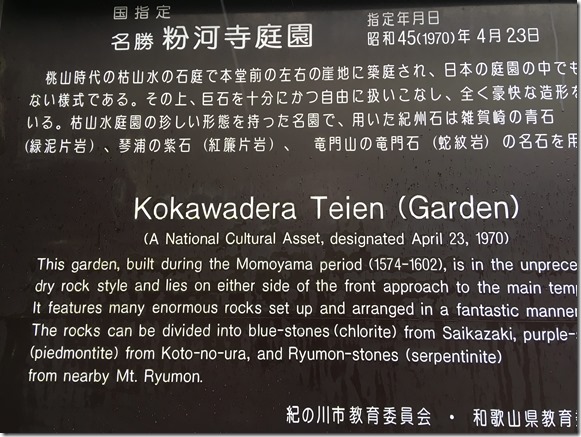 国指定
名勝 粉河寺庭園
指定年月日
昭和45(1970)年4月23日
桃山時代の枯山水の石庭で本堂前の左右の崖地に築庭され、日本の庭園の中でも
ない様式である。その上、巨石を十分にかつ自由に扱いこなし、全く豪快な造形を
いる。枯山水庭園の珍しい形態を持った名園で、用いた紀州石は雑賀崎の青石
(緑泥片岩)、琴浦の紫石(紅簾片岩)、 竜門山の竜門石(蛇紋岩)の名石を用
Kokawadera Teien (Garden)
(A National Cultural Asset, designated April 23, 1970)
This garden, built during the Momoyama period (1574-1602), is in the unprece
dry rock style and lies on either side of the front approach to the main tem
It features many enormous rocks set up and arranged in a fantastic manner
The rocks can be divided into blue-stones (chlorite) from Saikazaki, purple-
(piedmontite) from Koto-no-ura, and Ryumon-stones (serpentinite)
from nearby Mt. Ryumon.
紀の川市教育委員会 ・ 和歌山県教育